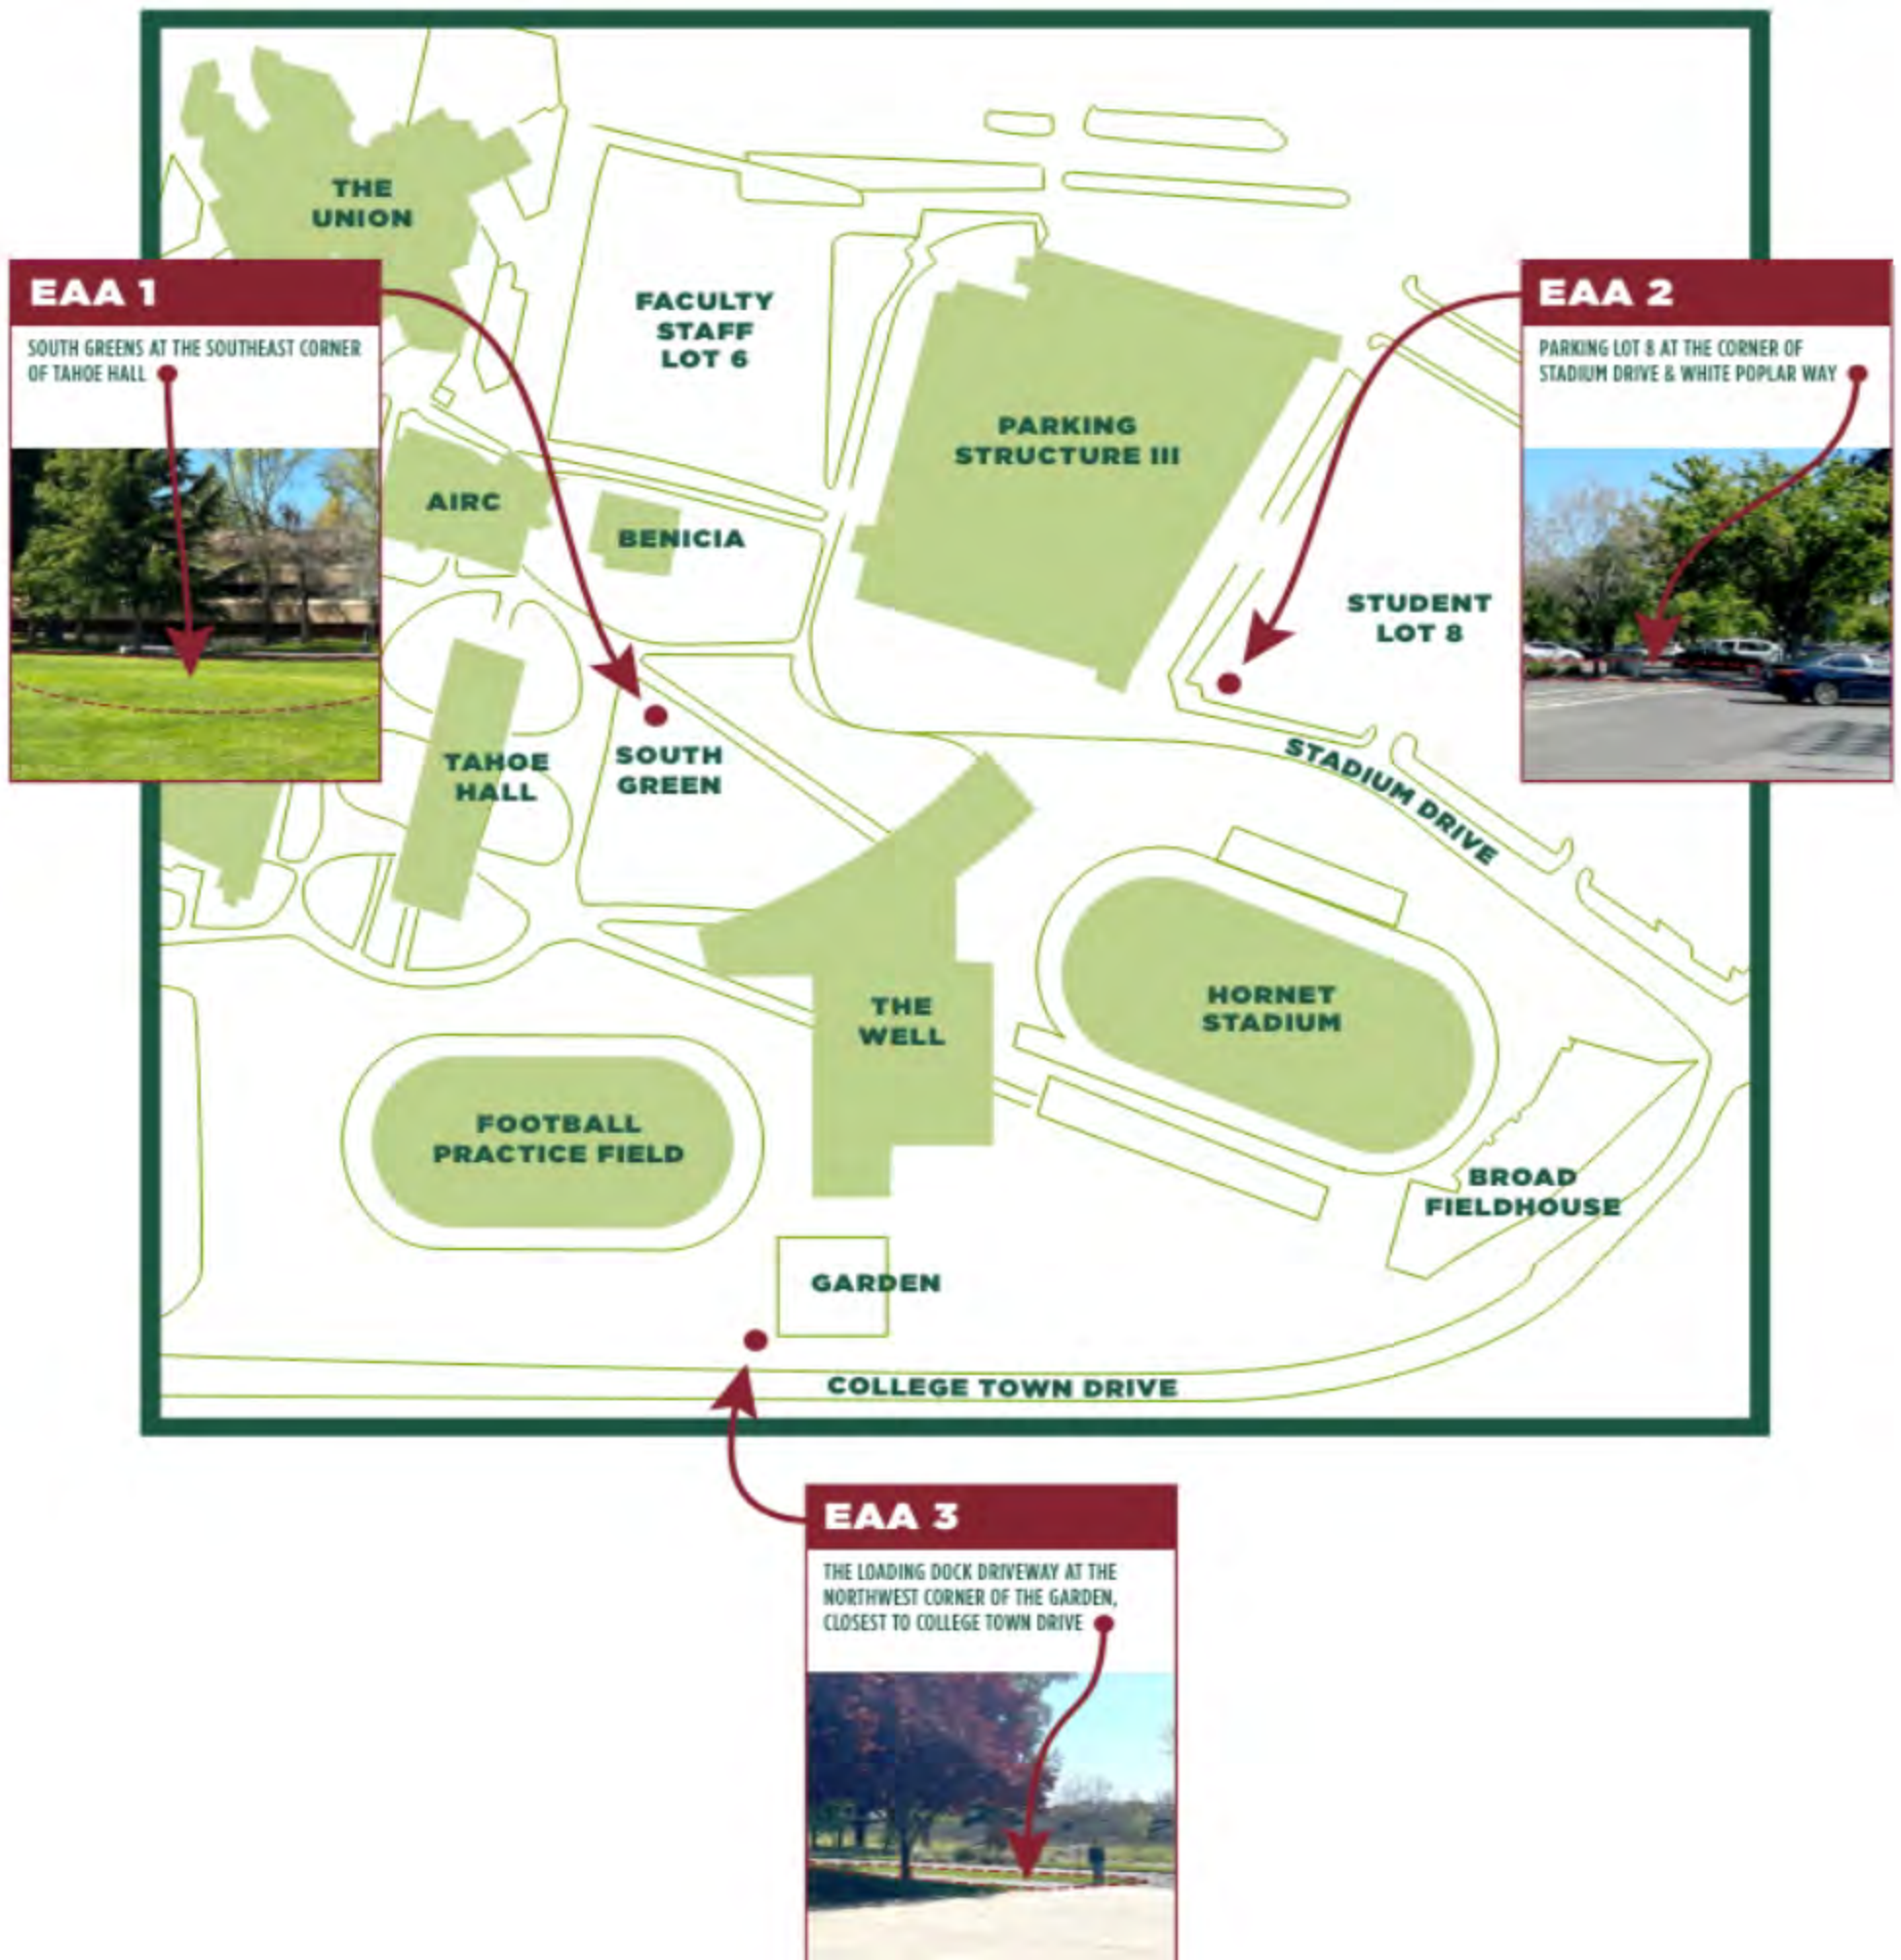 THE
UNION
EAA 1
SOUTH GREENS AT THE SOUTHEAST CORNER
OF TAHOE HALL
FACULTY
STAFF
LOT 6
EAA 2
PARKING LOT 8 AT THE CORNER OF
STADIUM DRIVE & WHITE POPLAR WAY
PARKING
STRUCTURE III
AIRC
BENICIA
STUDENT
LOT 8
TAHOE
HALL
SOUTH
GREEN
STADIUM DRIVE
THE
WELL
HORNET
STADIUM
FOOTBALL
PRACTICE FIELD
BROAD
FIELDHOUSE
GARDEN
COLLEGE TOWN DRIVE
EAA 3
THE LOADING DOCK DRIVEWAY AT THE
NORTHWEST CORNER OF THE GARDEN,
CLOSEST TO COLLEGE TOWN DRIVE